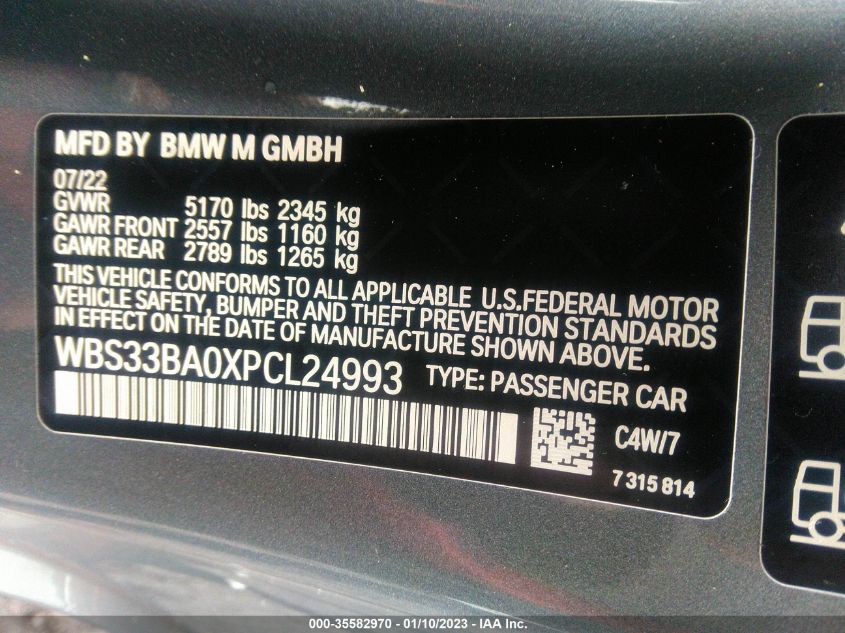 MFD BY BMW M GMBH
07/22
GVWR 5170 lbs 2345 kg
GAWR FRONT 2557 lbs 1160 kg
GAWR REAR 2789 lbs 1265 kg
THIS VEHICLE CONFORMS TO ALL APPLICABLE U.S.FEDERAL MOTOR
VEHICLE SAFETY, BUMPER AND THEFT PREVENTION STANDARDS
IN EFFECT ON THE DATE OF MANUFACTURE SHOWN ABOVE.
WBS33BA0XPCL24993 TYPE: PASSENGER CAR
C4W/7
7 315 814
000-35582970 - 01/10/2023 - IAA Inc.